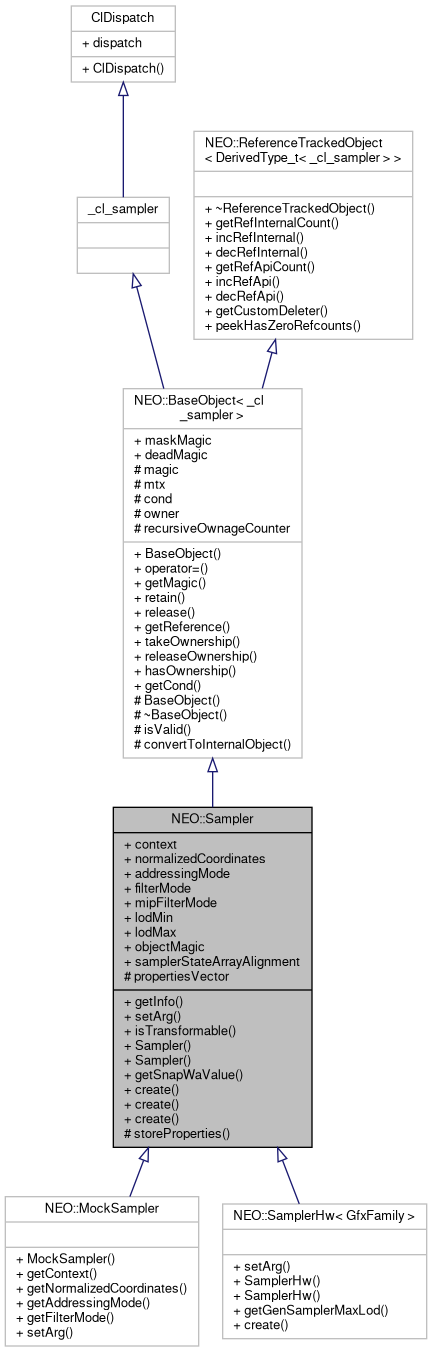 ClDispatch
+ dispatch
+ ClDispatch()
NEO::ReferenceTrackedObject
< DerivedType_t< _cl_sampler > >
+ ~ReferenceTrackedObject()
+ getRefInternalCount()
+ incRefInternal()
+ decRefInternal()
+ getRefApiCount()
+ incRefApi()
+ decRefApi()
+ getCustomDeleter()
+ peekHasZeroRefcounts()
_cl_sampler
NEO::BaseObject< _cl
_sampler >
+ maskMagic
+ deadMagic
# magic
# mtx
# cond
# owner
# recursiveOwnageCounter
+ BaseObject()
+ operator=()
+ getMagic()
+ retain()
+ release()
+ getReference()
+ takeOwnership()
+ releaseOwnership()
+ hasOwnership()
+ getCond()
# BaseObject()
# ~BaseObject()
# isValid()
# convertToInternalObject()
NEO::Sampler
+ context
+ normalizedCoordinates
+ addressingMode
+ filterMode
+ mipFilterMode
+ lodMin
+ lodMax
+ objectMagic
+ samplerStateArrayAlignment
# propertiesVector
+ getInfo()
+ setArg()
+ isTransformable()
+ Sampler()
+ Sampler()
+ getSnapWaValue()
+ create()
+ create()
+ create()
# storeProperties()
NEO::MockSampler
+ MockSampler()
+ getContext()
+ getNormalizedCoordinates()
+ getAddressingMode()
+ getFilterMode()
+ setArg()
NEO::SamplerHw< GfxFamily >
+ setArg()
+ SamplerHw()
+ SamplerHw()
+ getGenSamplerMaxLod()
+ create()